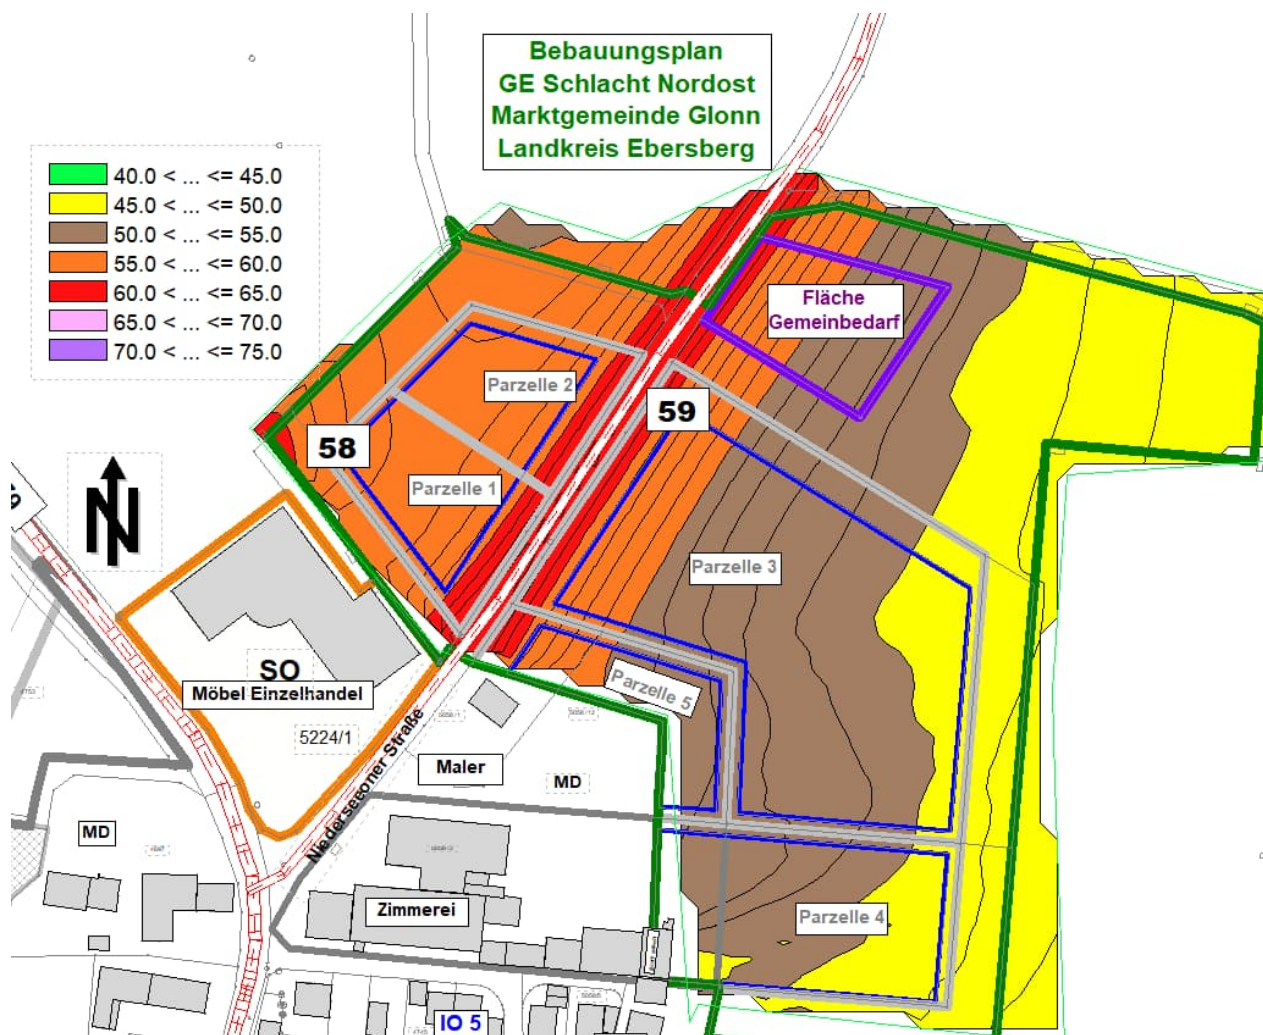 Bebauungsplan
GE Schlacht Nordost
Marktgemeinde Glonn
Landkreis Ebersberg
40.0 < ... <= 45.0
45.0 < ... <= 50.0
50.0 < ... <= 55.0
55.0 < ... <= 60.0
60.0 < ... <= 65.0
65.0 < ... <= 70.0
70.0 < ... <= 75.0
Fläche
Gemeinbedarf
Parzelle 2
59
58
Parzelle 1
N
Parzelle 3
SO
Möbel Einzelhandel
Parzelle 5
5224/1
Niederseeoner Straße
Maler
MD
MD
Zimmerei
Parzelle 4
IO 5